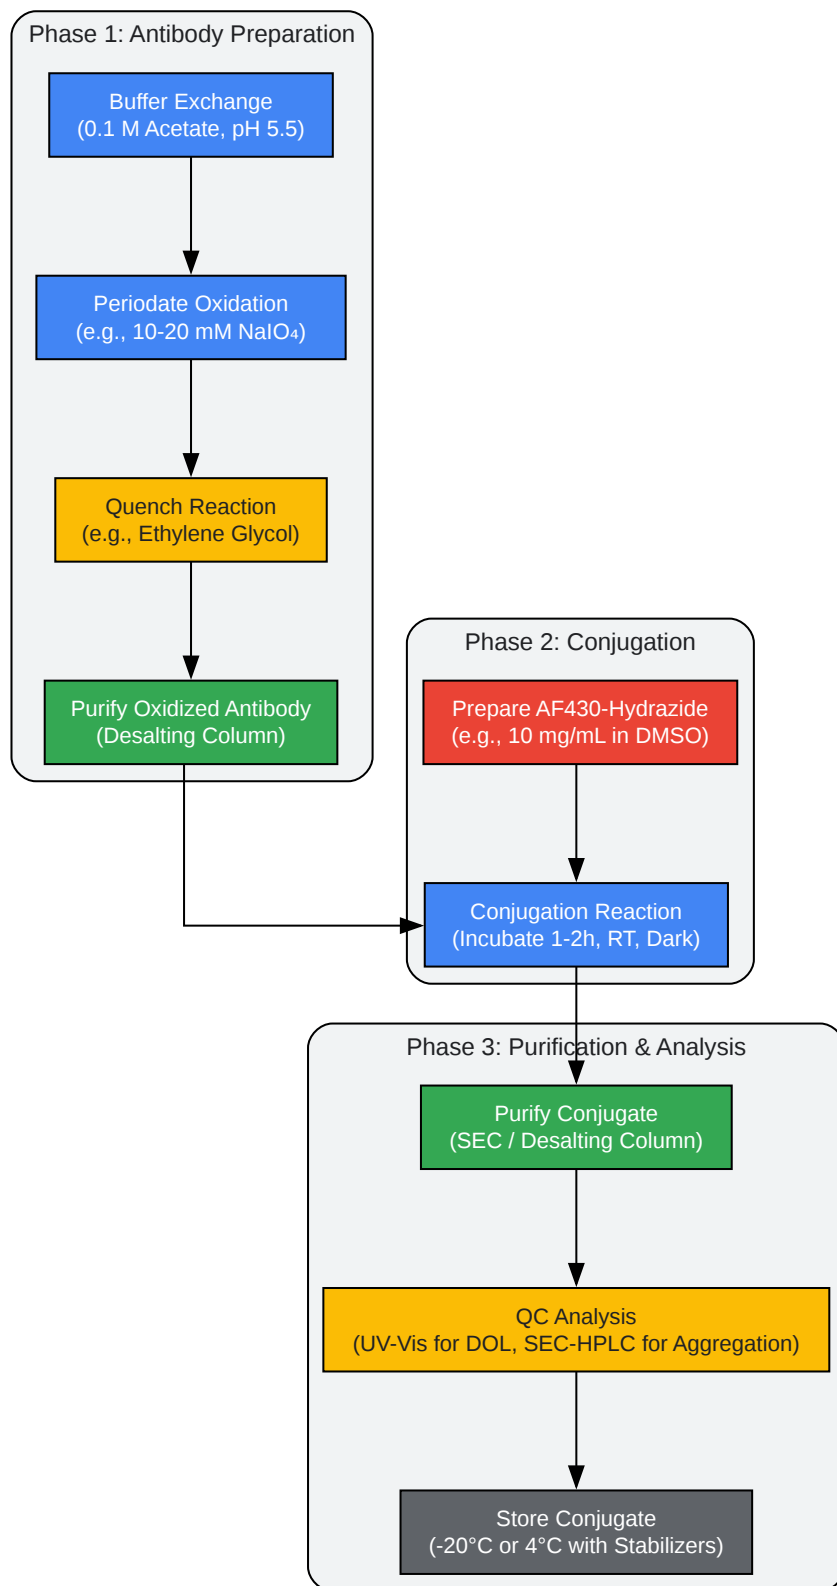 Phase 1: Antibody Preparation
Buffer Exchange
(0.1 M Acetate, pH 5.5)
Periodate Oxidation
(e.g., 10-20 mM NaIO₄)
Quench Reaction
(e.g., Ethylene Glycol)
Purify Oxidized Antibody
(Desalting Column)
Phase 2: Conjugation
Prepare AF430-Hydrazide
(e.g., 10 mg/mL in DMSO)
Conjugation Reaction
(Incubate 1-2h, RT, Dark)
Phase 3: Purification & Analysis
Purify Conjugate
(SEC / Desalting Column)
QC Analysis
(UV-Vis for DOL, SEC-HPLC for Aggregation)
Store Conjugate
(-20°C or 4°C with Stabilizers)